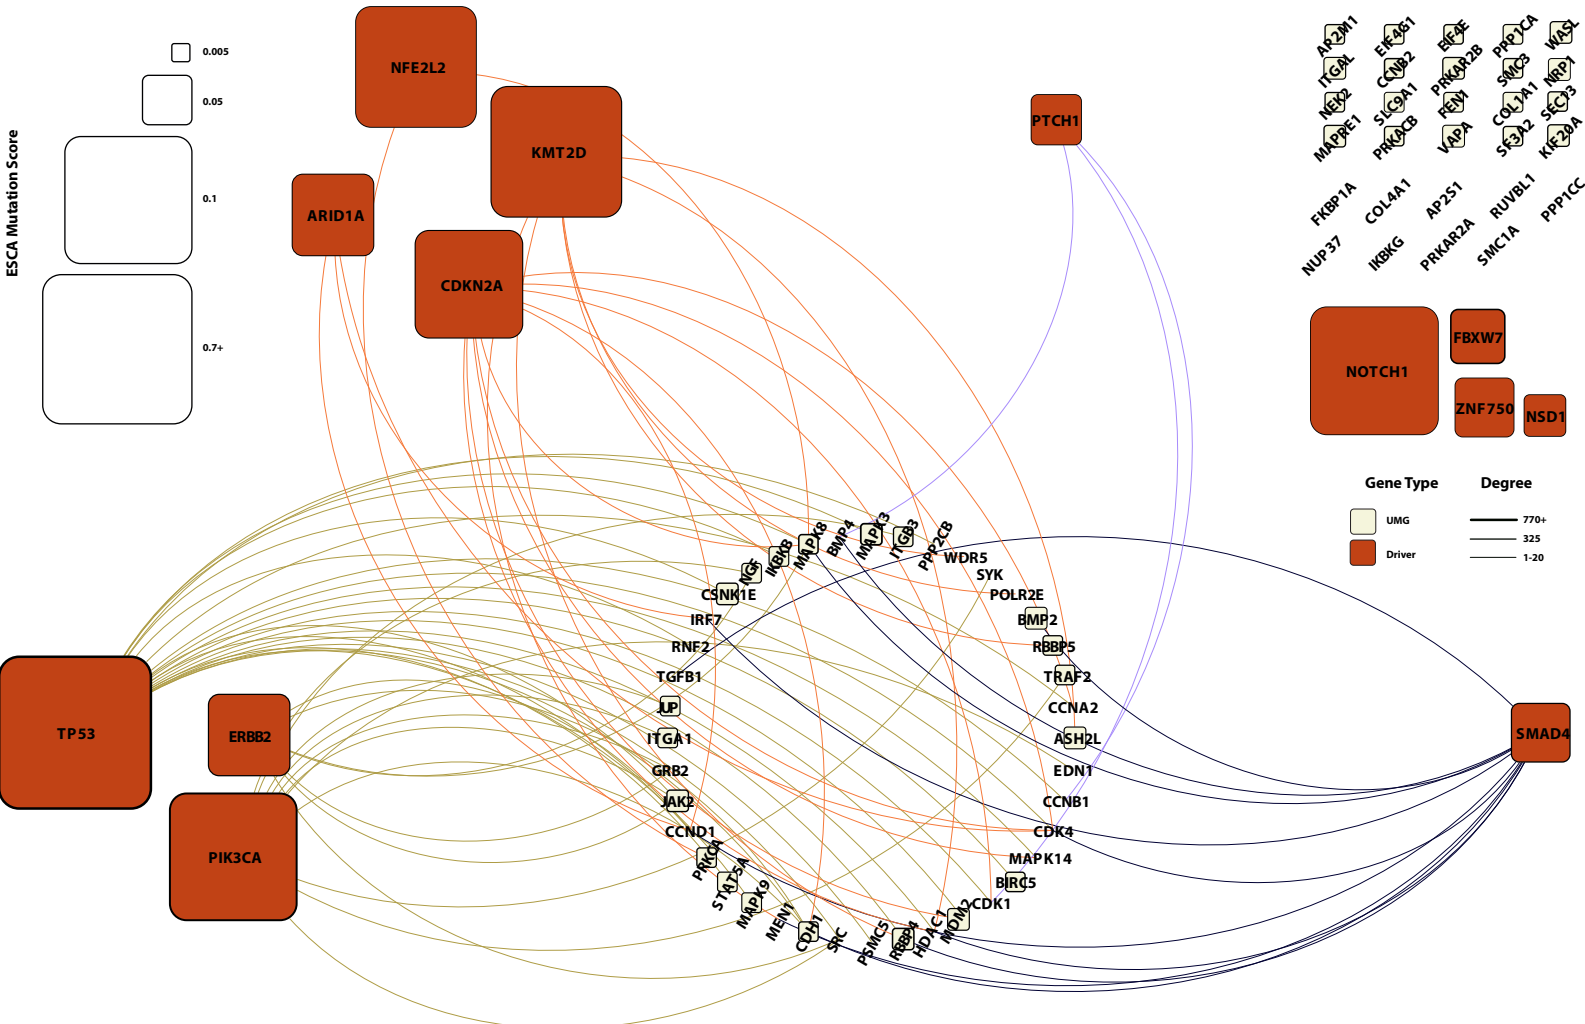 ESCA Mutation Score
0.005
0.05
0.1
0.7+
NFE2L2
KMT2D
ARID1A
CDKN2A
PTCH1
AP2M1
EIF4G1
EIF4E
PPP1CA
WASL
ITGAL
CCNB2
PRKAR2B
SMC3
NRP1
NEK2
SLC9A1
FEN1
COL1A1
SEC13
MAPRE1
PRKACB
VAPA
SF3A2
KIF20A
FKBP1A
COL4A1
AP2S1
RUVBL1
PPP1CC
NUP37
IKBKG
PRKAR2A
SMC1A
NOTCH1
FBXW7
ZNF750
NSD1
Gene Type
Degree
UMG
Driver
770+
325
1-20
TP53
ERBB2
PIK3CA
SMAD4
CSNK1E
NGF
IKBKB
MAPK8
BMP4
MAPK3
ITGB3
PPP2CB
WDR5
SYK
POLR2E
BMP2
RBBP5
TRAF2
CCNA2
ASH2L
EDN1
CCNB1
CDK4
MAPK14
BIRC5
CDK1
MDM2
HDAC1
RBBP4
PSMC5
SRC
CDH1
MEN1
MAPK9
STAT5A
PRKCA
CCND1
JAK2
GRB2
ITGA1
JUP
TGFB1
RNF2
IRF7